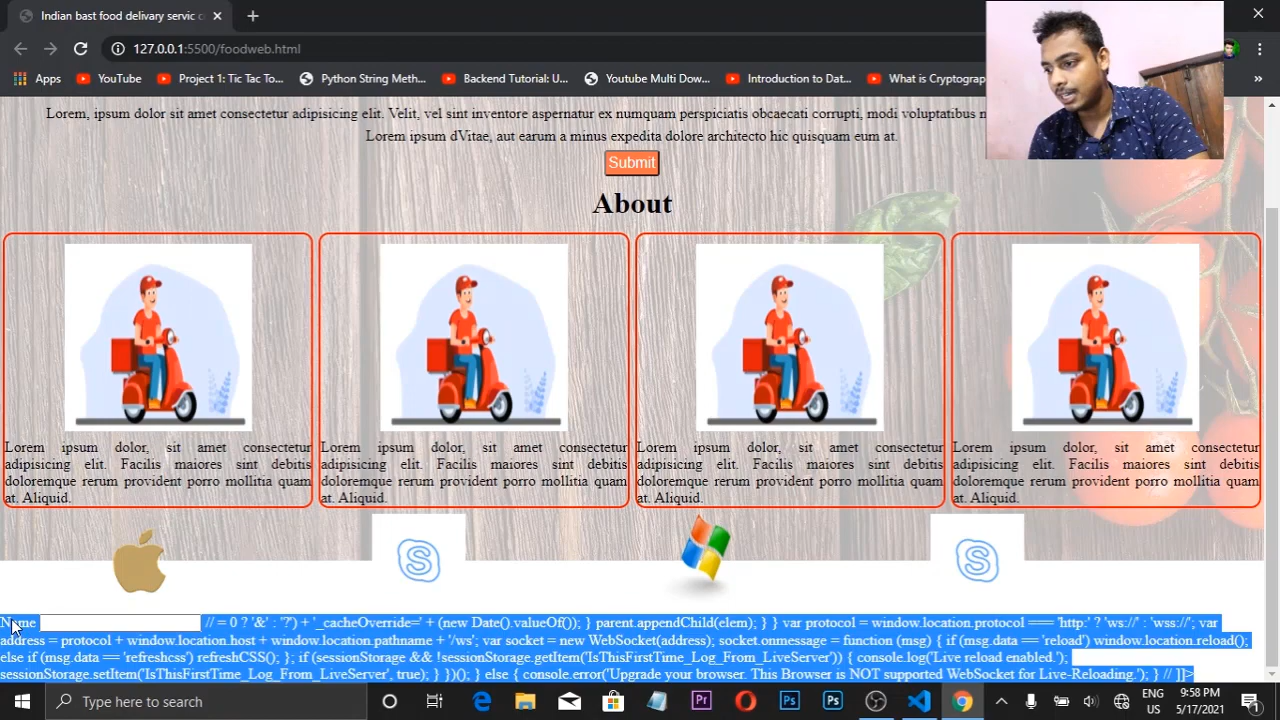 Indian bast food delivary servic c
127.0.0.1:5500/foodweb.html
Apps
YouTube
Project 1: Tic Tac To...
Python String Meth...
Backend Tutorial: U...
Youtube Multi Dow...
Introduction to Dat...
What is Cryptograp
»
Lorem, ipsum dolor sit amet consectetur adipisicing elit. Velit, vel sint inventore aspernatur ex numquam perspiciatis obcaecati corrupti, modi voluptatibus
Lorem ipsum dVitae, aut earum a minus expedita dolore architecto hic quisquam eum at.
Submit
About
Lorem ipsum dolor, sit amet consectetur
adipisicing elit. Facilis maiores sint debitis
doloremque rerum provident porro mollitia quam
at. Aliquid.
Lorem ipsum dolor, sit amet consectetur
adipisicing elit. Facilis maiores sint debitis
doloremque rerum provident porro mollitia quam
at. Aliquid.
Lorem ipsum dolor, sit amet consectetur
adipisicing elit. Facilis maiores sint debitis
doloremque rerum provident porro mollitia quam
at. Aliquid.
Lorem ipsum dolor, sit amet consectetur
adipisicing elit. Facilis maiores sint debitis
doloremque rerum provident porro mollitia quam
at. Aliquid.
Name // = 0 ? '&' : '?') + '_cacheOverride=' + (new Date().valueOf()); } parent.appendChild(elem); } } var protocol = window.location.protocol === 'http:' ? 'ws://' : 'wss://'; var
address = protocol + window.location.host + window.location.pathname + '/ws'; var socket = new WebSocket(address); socket.onmessage = function (msg) { if (msg.data == 'reload') window.location.reload();
else if (msg.data == 'refreshcss') refreshCSS(); }; if (sessionStorage && !sessionStorage.getItem('IsThisFirstTime_Log_From_LiveServer')) { console.log('Live reload enabled.');
sessionStorage.setItem('IsThisFirstTime_Log_From_LiveServer', true); } })(); } else { console.error('Upgrade your browser. This Browser is NOT supported WebSocket for Live-Reloading.'); } // ]]>
Type here to search
Pr
Ps
Ps
ENG
US
9:58 PM
5/17/2021
1